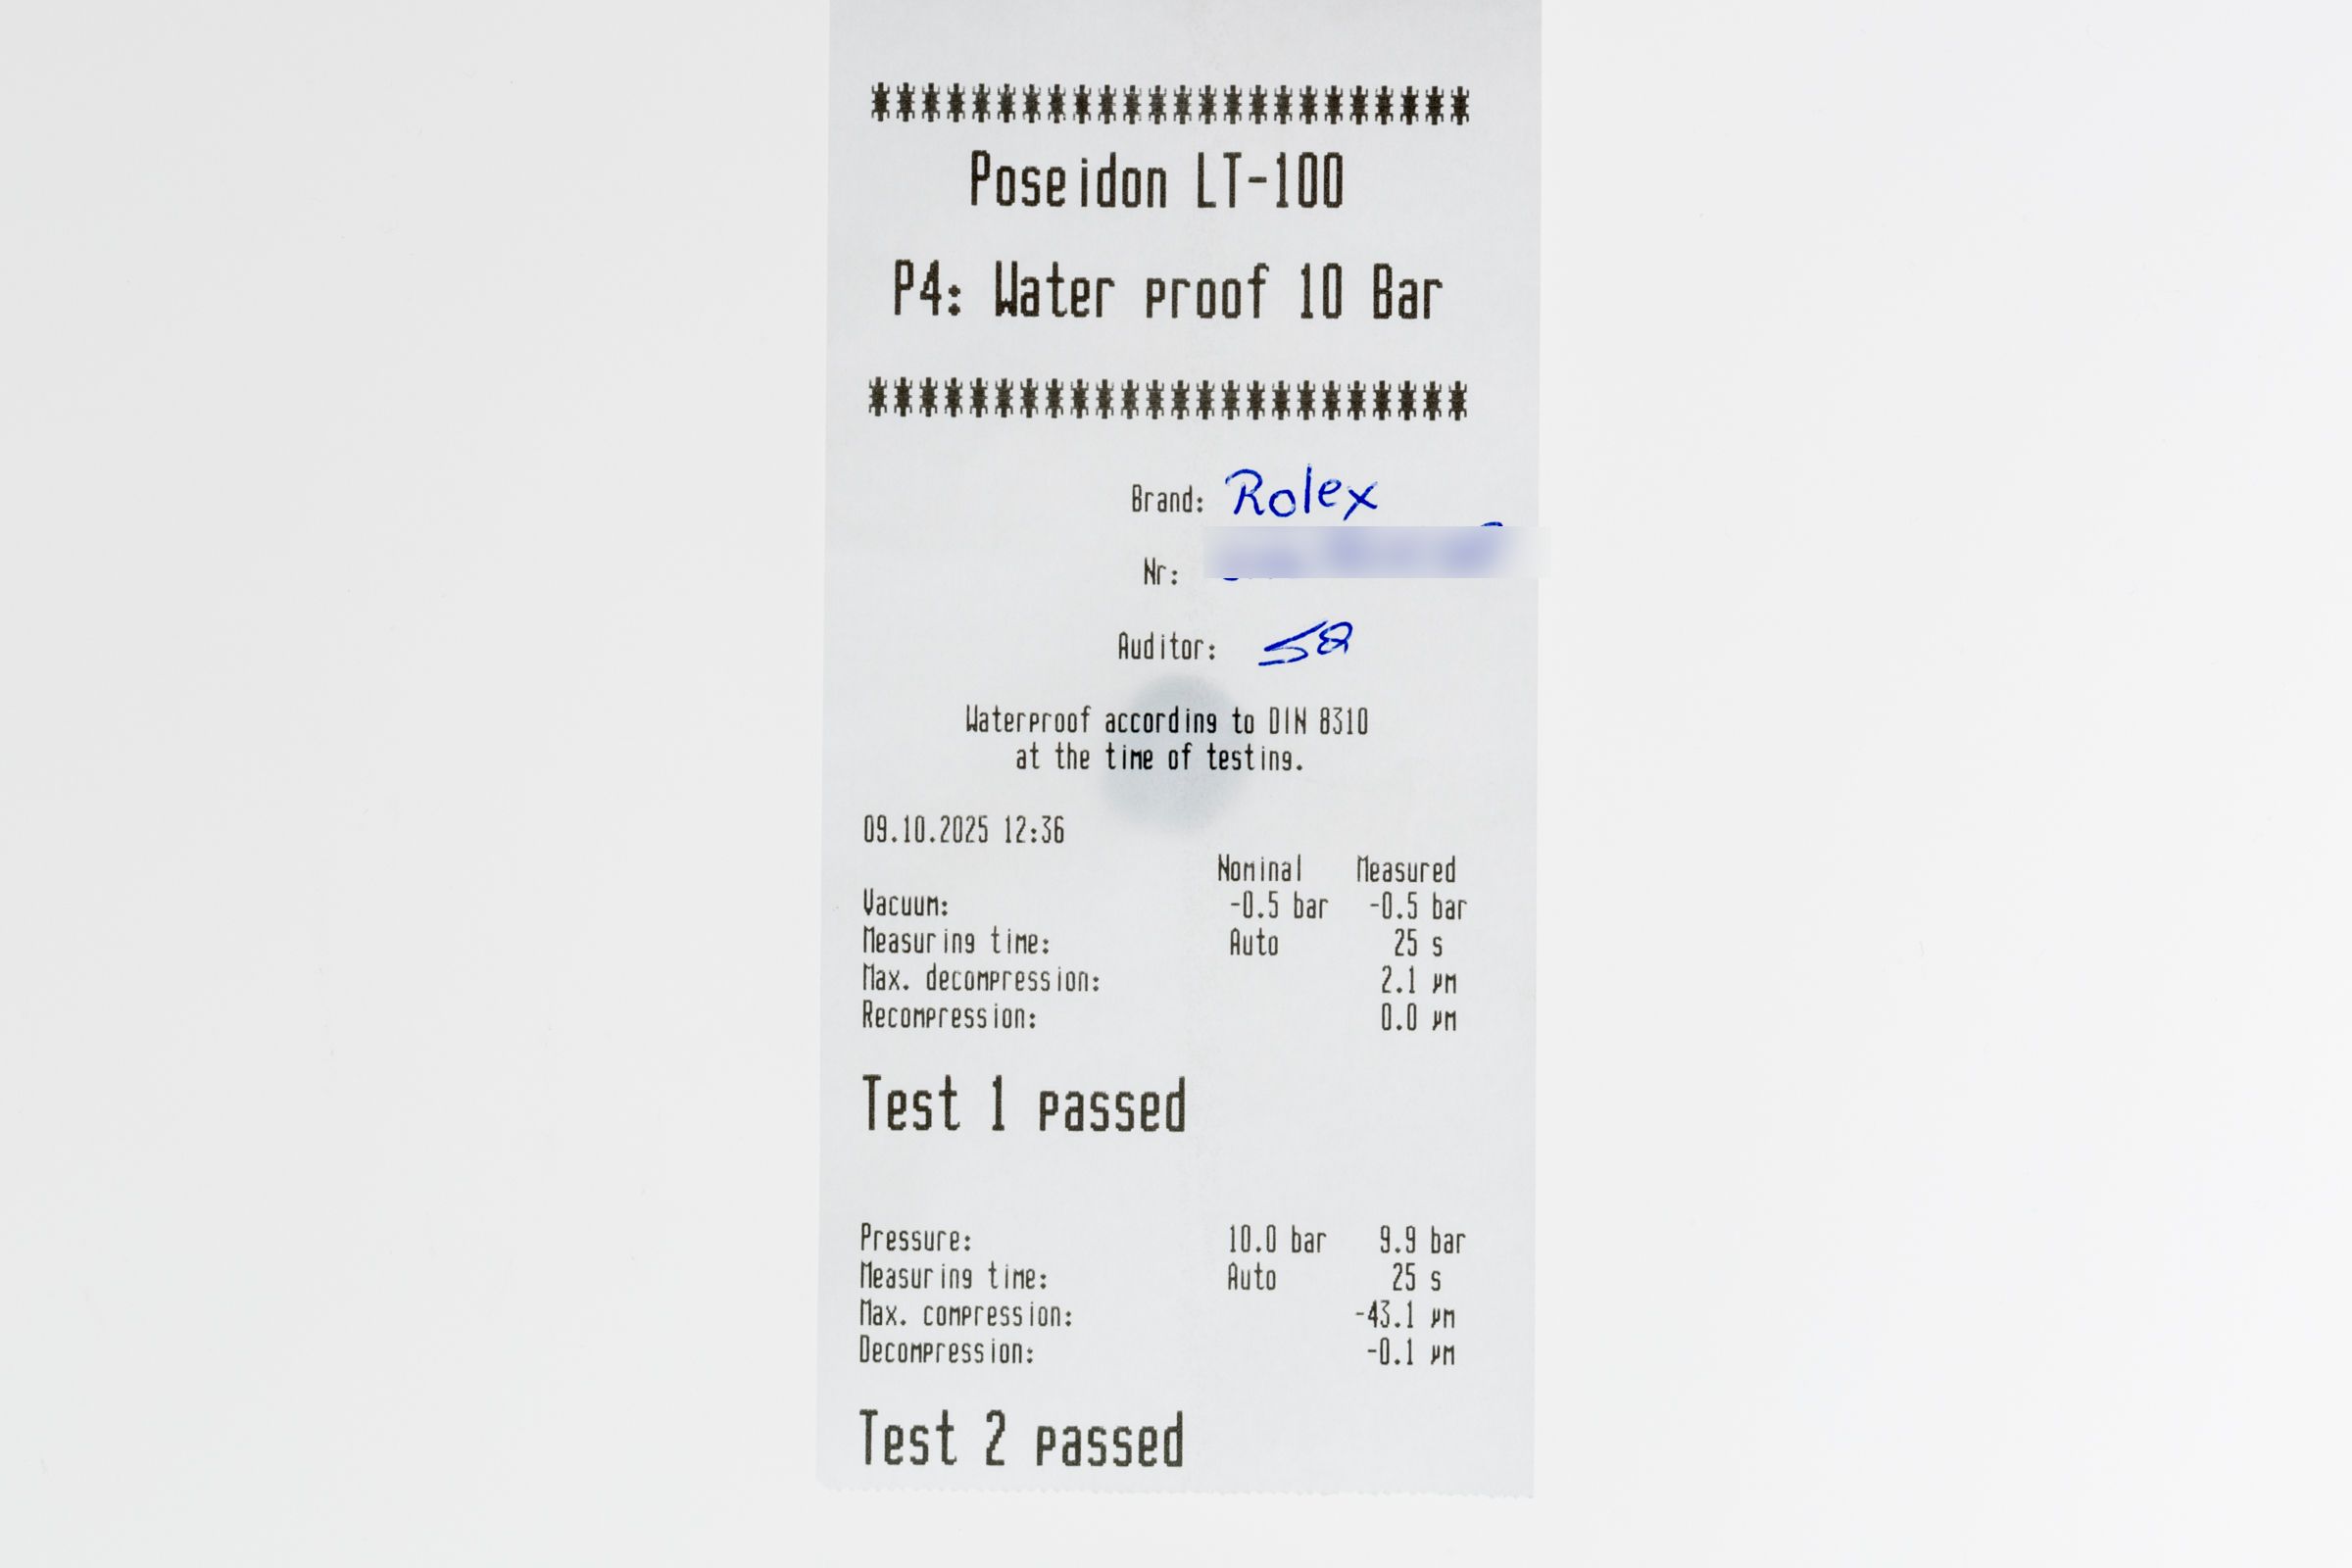 ************************
Poseidon LT-100
P4: Water proof 10 Bar
************************
Brand: Rolex
Nr:
Auditor:
Waterproof according to DIN 8310
at the time of testing.
09.10.2025 12:36
Nominal Measured
Vacuum: -0.5 bar -0.5 bar
Measuring time: Auto 25 s
Max. decompression: 2.1 µm
Recompression: 0.0 µm
Test 1 passed
Pressure: 10.0 bar 9.9 bar
Measuring time: Auto 25 s
Max. compression: -43.1 µm
Decompression: -0.1 µm
Test 2 passed